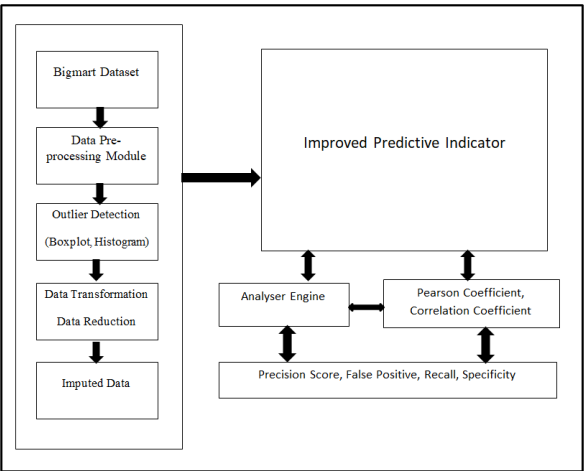 Bigmart Dataset
Data Pre-
processing Module
Outlier Detection
(Boxplot, Histogram)
Data Transformation
Data Reduction
Imputed Data
Improved Predictive Indicator
Analyser Engine
Pearson Coefficient,
Correlation Coefficient
Precision Score, False Positive, Recall, Specificity